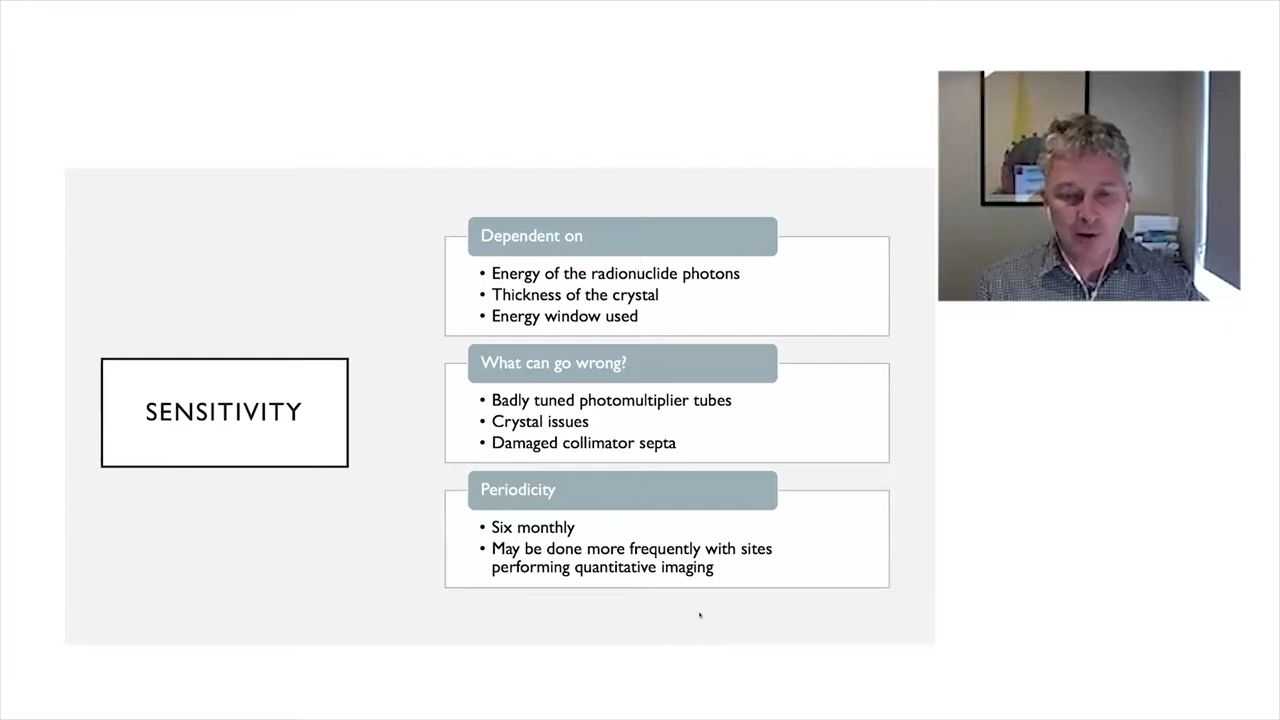 SENSITIVITY
Dependent on
• Energy of the radionuclide photons
• Thickness of the crystal
• Energy window used
What can go wrong?
• Badly tuned photomultiplier tubes
• Crystal issues
• Damaged collimator septa
Periodicity
• Six monthly
• May be done more frequently with sites
performing quantitative imaging